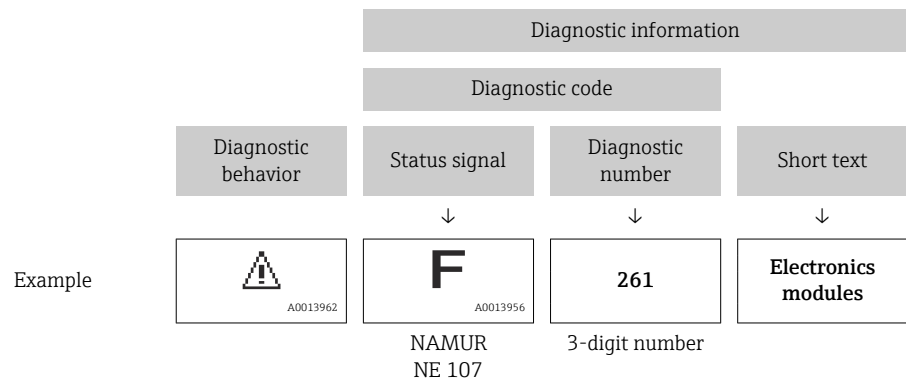 Diagnostic information
Diagnostic code
Diagnostic behavior
Status signal
Diagnostic number
Short text
↓ ↓ ↓
Example
A0013962
F
A0013956
261
Electronics modules
NAMUR NE 107
3-digit number